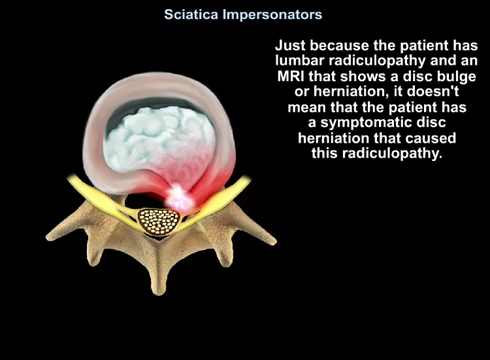 Sciatica Impersonators
Just because the patient has
lumbar radiculopathy and an
MRI that shows a disc bulge
or herniation, it doesn't
mean that the patient has
a symptomatic disc
herniation that caused
this radiculopathy.